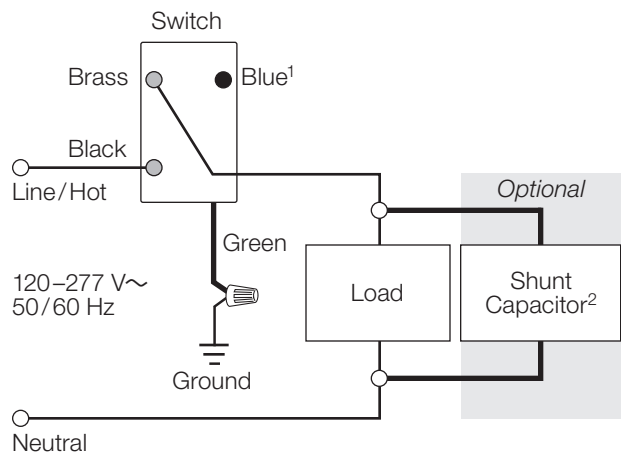 Switch
Brass
Blue¹
Black
Line/Hot
Green
120–277 V～
50/60 Hz
Ground
Neutral
Load
Optional
Shunt
Capacitor²